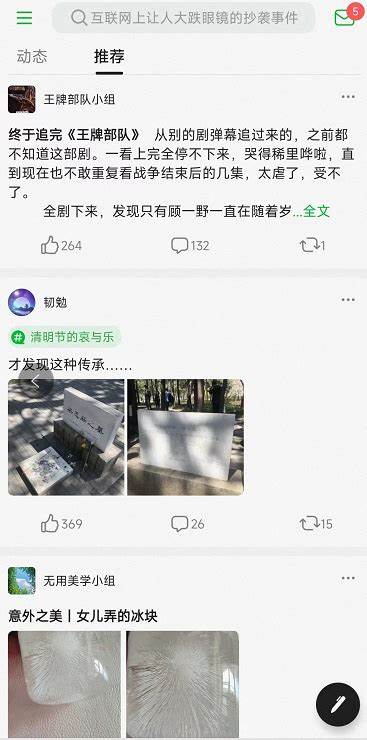 互联网上让人大跌眼镜的抄袭事件
5
动态
推荐
王牌部队小组
终于追完《王牌部队》 从别的剧弹幕追过来的，之前都
不知道这部剧。一看上完全停不下来，哭得稀里哗啦，直
到现在也不敢重复看战争结束后的几集，太虐了，受不
了。
全剧下来，发现只有顾一野一直在随着岁...全文
264
132
1
韧勉
清明节的哀与乐
才发现这种传承……
369
26
15
无用美学小组
意外之美丨女儿弄的冰块